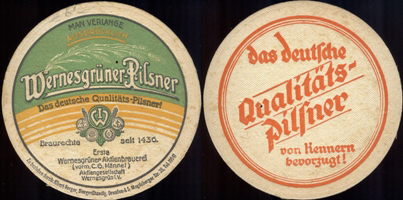 MAN VERLANGE
Wernesgrüner-Pilsner
Das deutsche Qualitäts-Pilsner!
Braurechte seit 1436.
Erste
Wernesgrüner Aktienbrauerei
(vorm. C.G. Männel)
Aktiengesellschaft
Wernesgrün i.V.
das deutsche
Qualitäts-
Pilsner
von Kennern
bevorzugt!